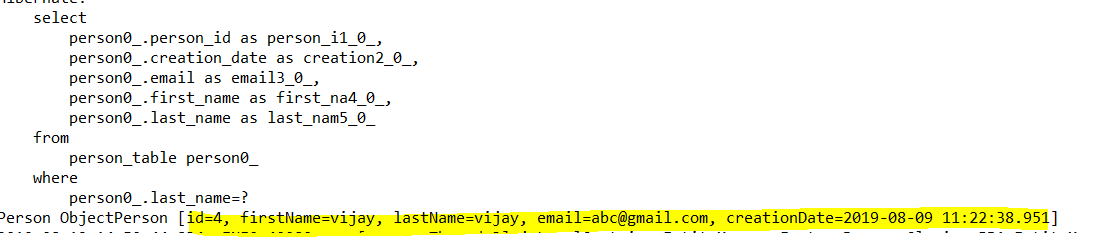 Hibernate:
select
person0_.person_id as person_i1_0_,
person0_.creation_date as creation2_0_,
person0_.email as email3_0_,
person0_.first_name as first_na4_0_,
person0_.last_name as last_nam5_0_
from
person_table person0_
where
person0_.last_name=?
Person ObjectPerson [id=4, firstName=vijay, lastName=vijay, email=abc@gmail.com, creationDate=2019-08-09 11:22:38.951]